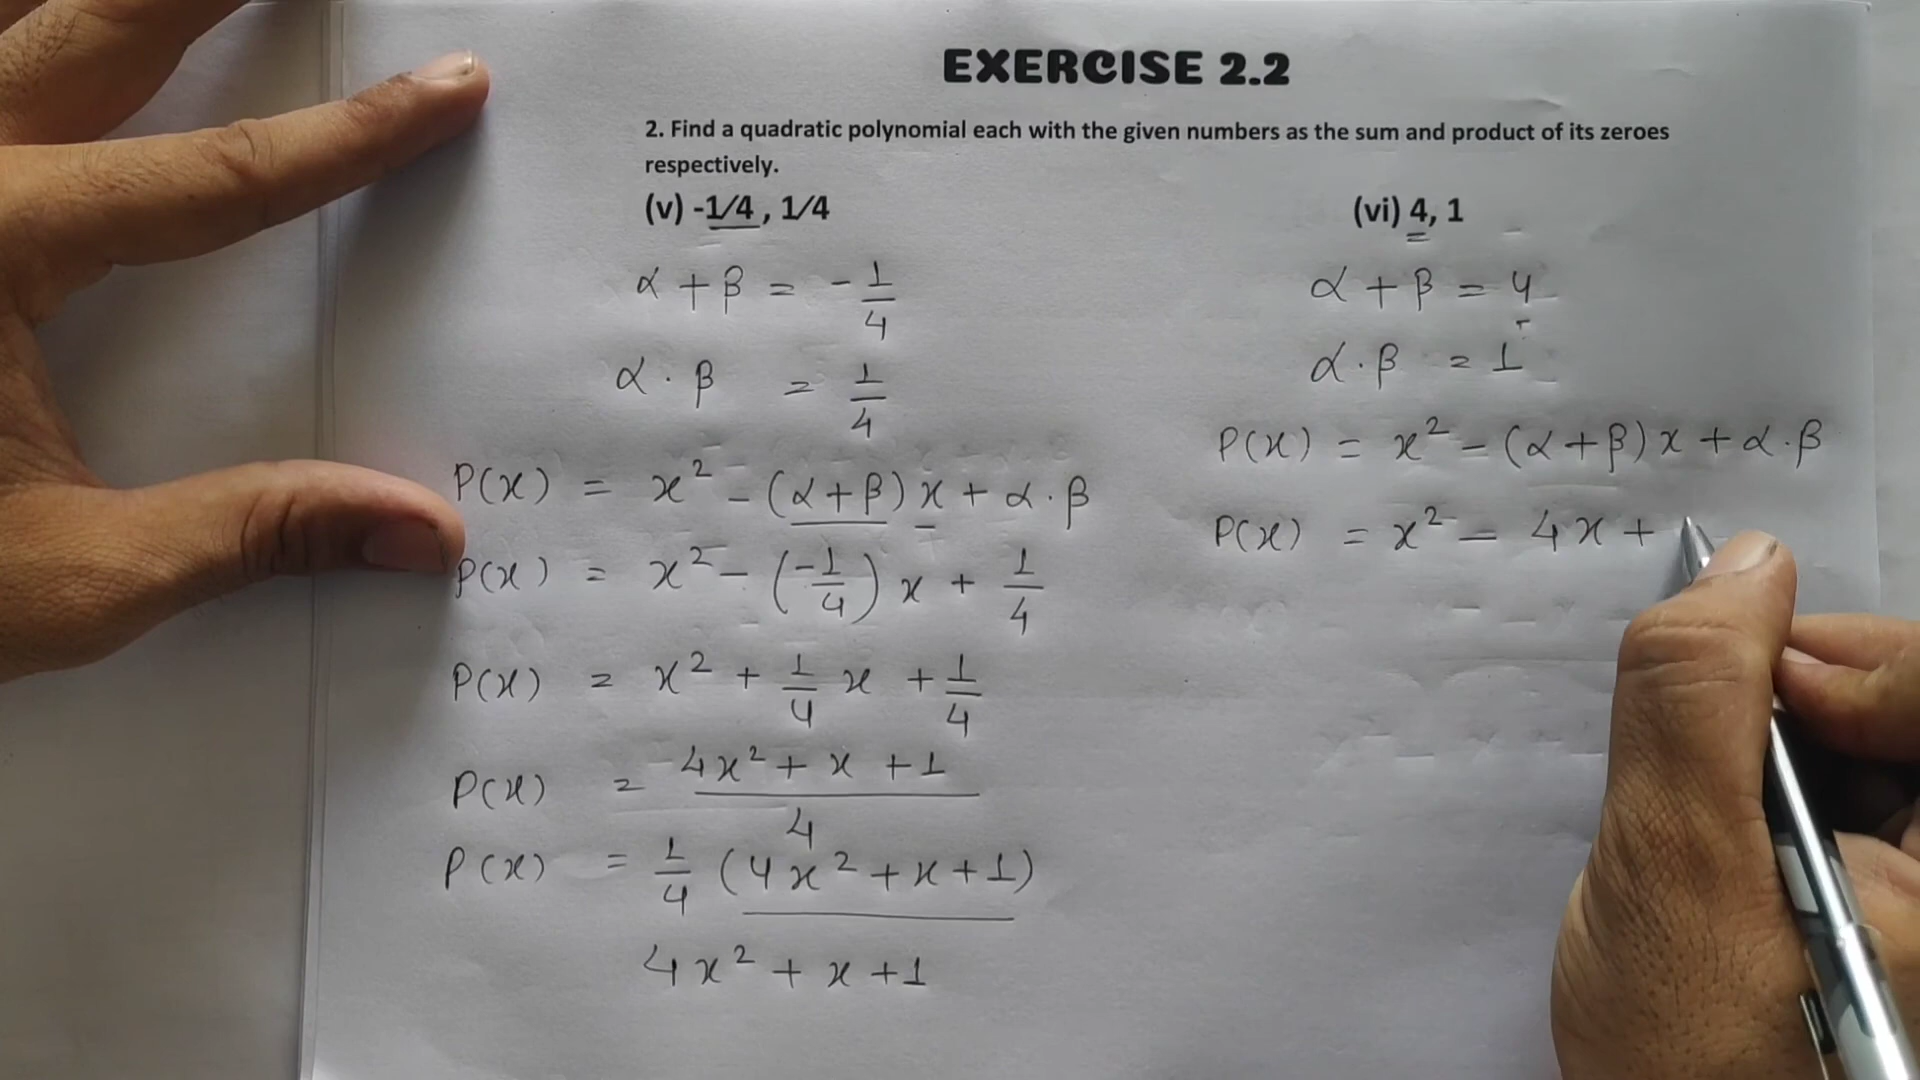 EXERCISE 2.2
2. Find a quadratic polynomial each with the given numbers as the sum and product of its zeroes
respectively.
(v) -1/4 , 1/4
α + β = - 1/4
α . β = 1/4
P(x) = x² - (α+β) x + α . β
P(x) = x² - (-1/4) x + 1/4
P(x) = x² + 1/4 x + 1/4
P(x) = 4x² + x + 1 / 4
P(x) = 1/4 (4x² + x + 1)
4x² + x + 1
(vi) 4, 1
α + β = 4
α . β = 1
P(x) = x² - (α+β) x + α . β
P(x) = x² - 4x +